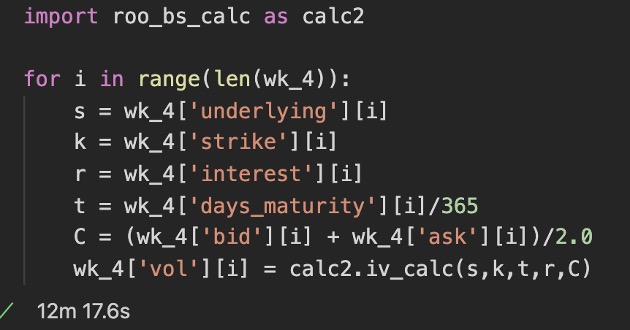 import roo_bs_calc as calc2
for i in range(len(wk_4)):
s = wk_4['underlying'][i]
k = wk_4['strike'][i]
r = wk_4['interest'][i]
t = wk_4['days_maturity'][i]/365
C = (wk_4['bid'][i] + wk_4['ask'][i])/2.0
wk_4['vol'][i] = calc2.iv_calc(s,k,t,r,C)
12m 17.6s